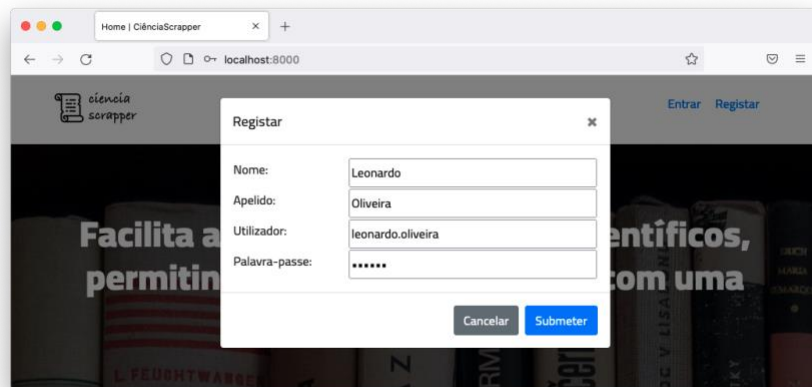 Home | CiênciaScrapper
localhost:8000
ciencia
scrapper
Entrar Registar
Registar
Nome: Leonardo
Apelido: Oliveira
Utilizador: leonardo.oliveira
Palavra-passe: ••••••
Cancelar Submeter
Facilita a entíficos,
permitin com uma
L. FEUCHTWANGER